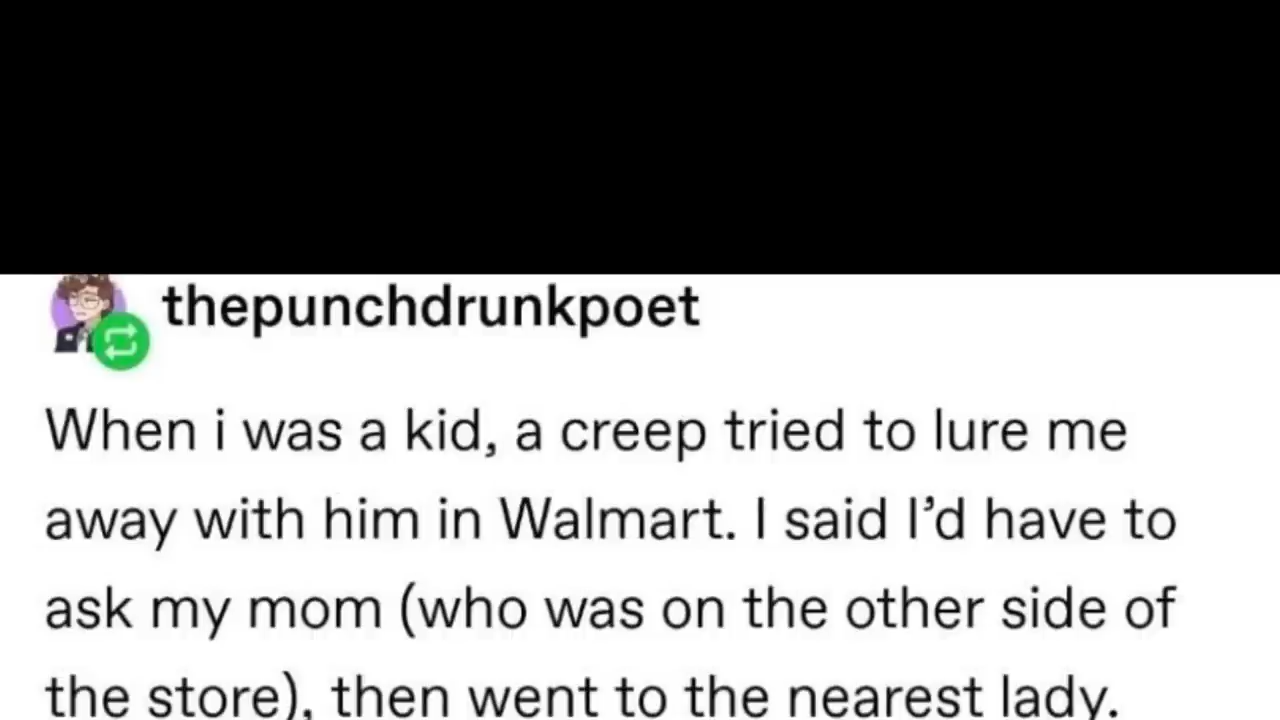 thepunchdrunkpoet
When i was a kid, a creep tried to lure me
away with him in Walmart. I said I’d have to
ask my mom (who was on the other side of
the store), then went to the nearest lady.